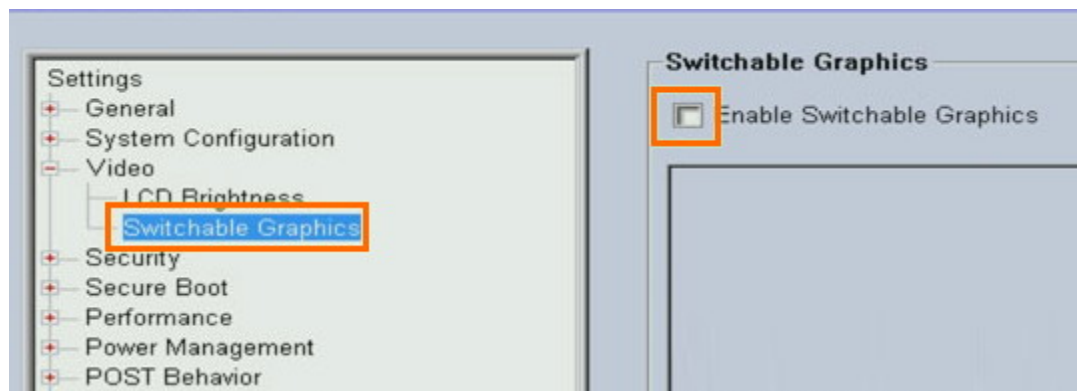 Settings
General
System Configuration
Video
LCD Brightness
Switchable Graphics
Security
Secure Boot
Performance
Power Management
POST Behavior
Switchable Graphics
Enable Switchable Graphics